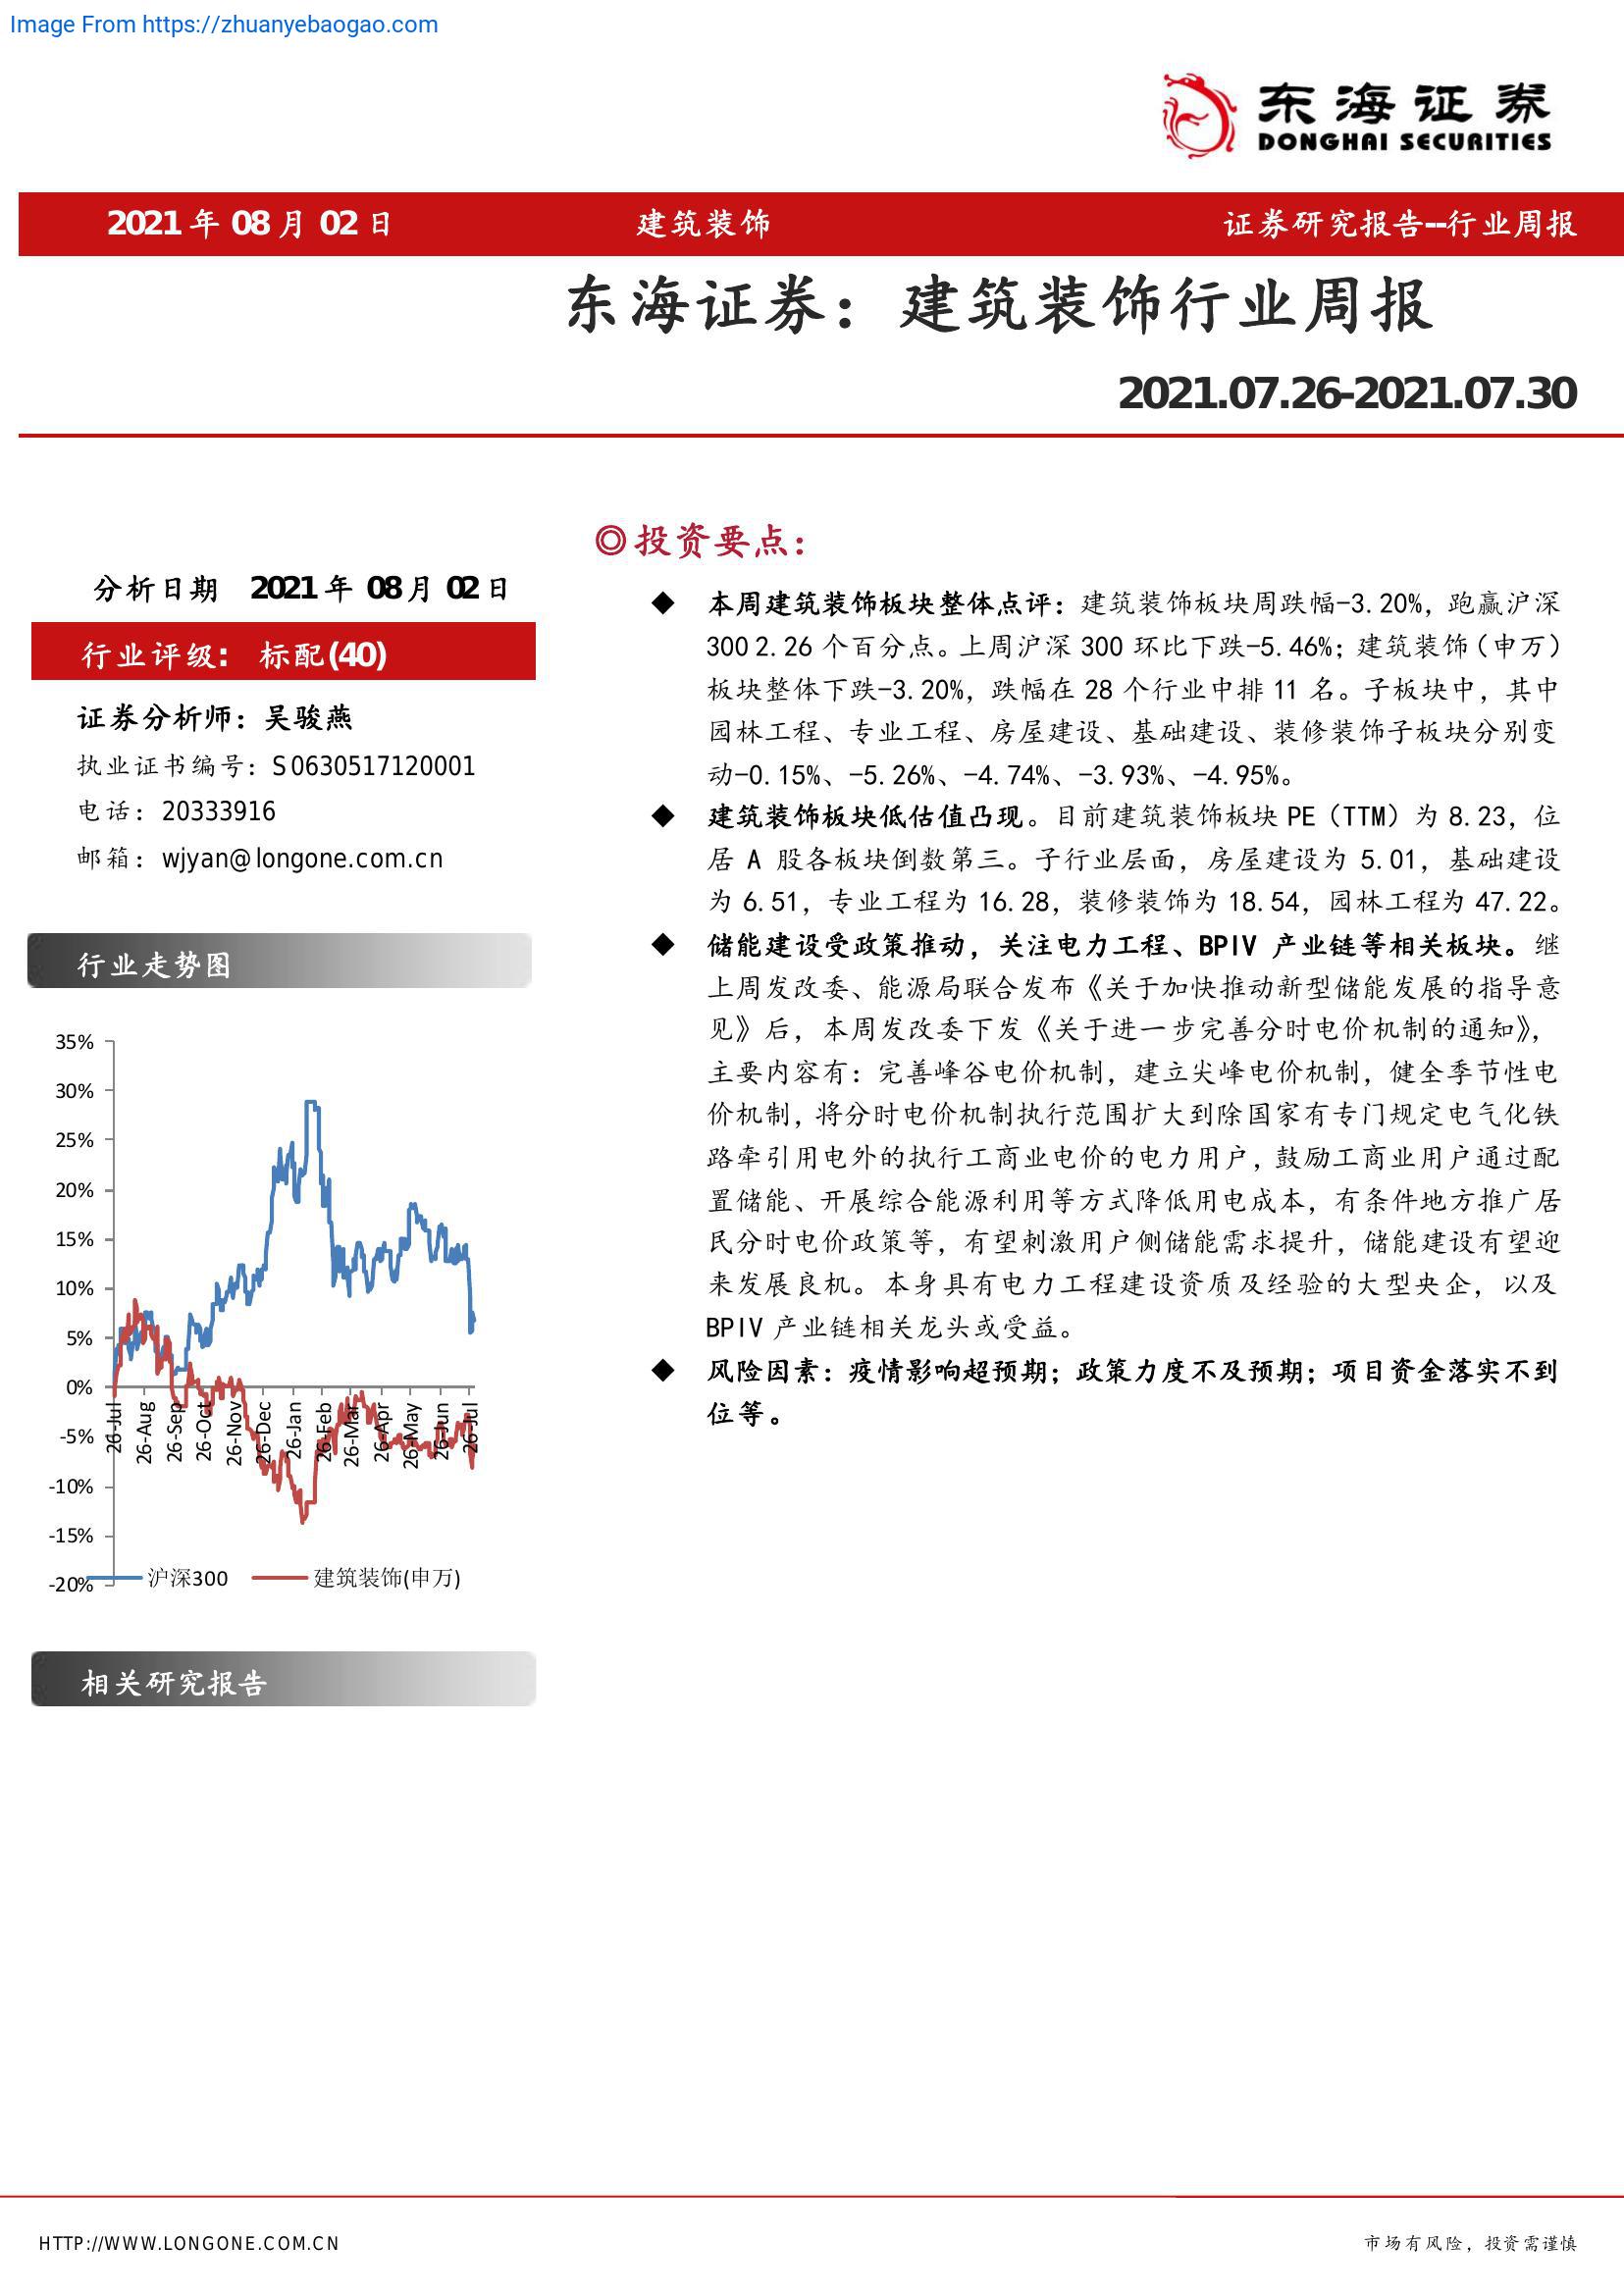 Image From https://zhuanyebaogao.com
东海证券
DONGHAI SECURITIES
2021 年 08 月 02 日 建筑装饰 证券研究报告--行业周报
东海证券：建筑装饰行业周报
2021.07.26-2021.07.30
分析日期 2021 年 08 月 02 日
行业评级: 标配(40)
证券分析师：吴骏燕
执业证书编号：S0630517120001
电话：20333916
邮箱：wjyan@longone.com.cn
行业走势图
35%
30%
25%
20%
15%
10%
5%
0%
-5%
-10%
-15%
-20%
26-Jul
26-Aug
26-Sep
26-Oct
26-Nov
26-Dec
26-Jan
26-Feb
26-Mar
26-Apr
26-May
26-Jun
26-Jul
沪深300 建筑装饰(申万)
相关研究报告
◎投资要点：
◆ 本周建筑装饰板块整体点评：建筑装饰板块周跌幅-3.20%，跑赢沪深
300 2.26 个百分点。上周沪深 300 环比下跌-5.46%；建筑装饰（申万）
板块整体下跌-3.20%，跌幅在 28 个行业中排 11 名。子板块中，其中
园林工程、专业工程、房屋建设、基础建设、装修装饰子板块分别变
动-0.15%、-5.26%、-4.74%、-3.93%、-4.95%。
◆ 建筑装饰板块低估值凸现。目前建筑装饰板块 PE（TTM）为 8.23，位
居 A 股各板块倒数第三。子行业层面，房屋建设为 5.01，基础建设
为 6.51，专业工程为 16.28，装修装饰为 18.54，园林工程为 47.22。
◆ 储能建设受政策推动，关注电力工程、BPIV 产业链等相关板块。继
上周发改委、能源局联合发布《关于加快推动新型储能发展的指导意
见》后，本周发改委下发《关于进一步完善分时电价机制的通知》，
主要内容有：完善峰谷电价机制，建立尖峰电价机制，健全季节性电
价机制，将分时电价机制执行范围扩大到除国家有专门规定电气化铁
路牵引用电外的执行工商业电价的电力用户，鼓励工商业用户通过配
置储能、开展综合能源利用等方式降低用电成本，有条件地方推广居
民分时电价政策等，有望刺激用户侧储能需求提升，储能建设有望迎
来发展良机。本身具有电力工程建设资质及经验的大型央企，以及
BPIV 产业链相关龙头或受益。
◆ 风险因素：疫情影响超预期；政策力度不及预期；项目资金落实不到
位等。
HTTP://WWW.LONGONE.COM.CN 市场有风险，投资需谨慎